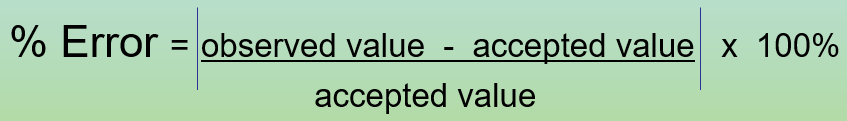 % Error = |observed value - accepted value| x 100%
accepted value